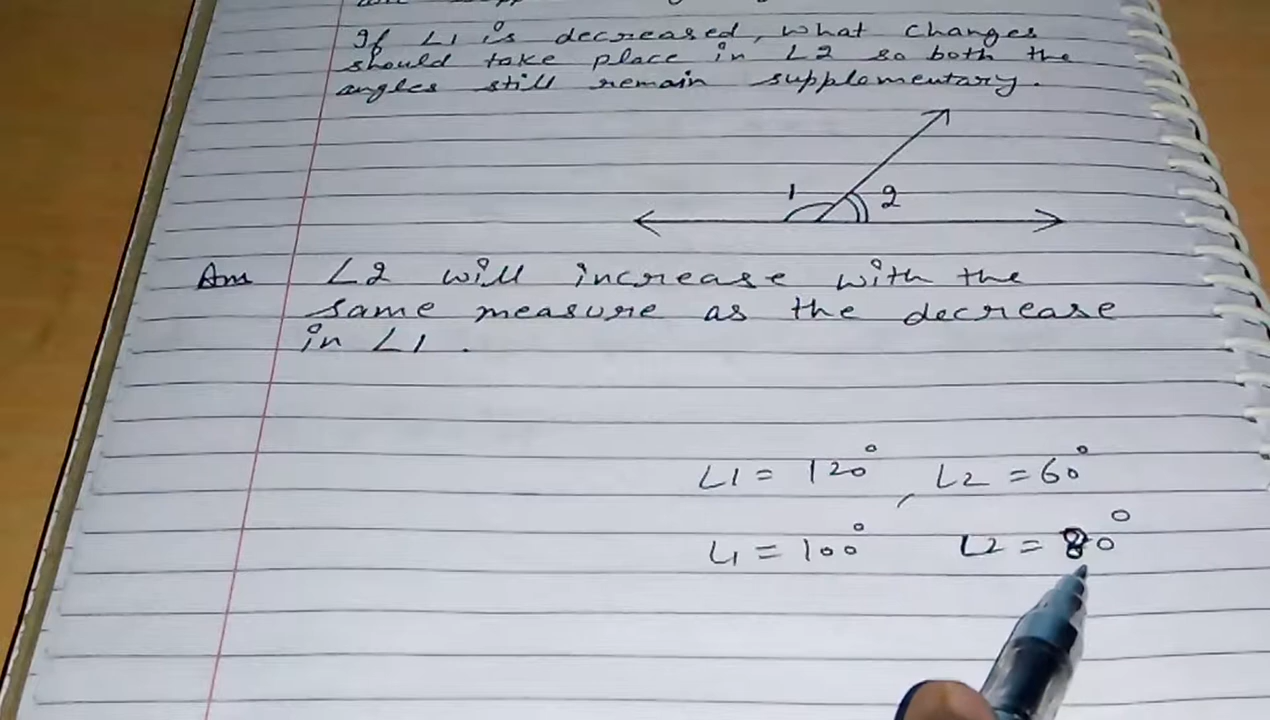 If ∠1 is decreased, what changes
should take place in ∠2 so both the
angles still remain supplementary.
1 2
Ans ∠2 will increase with the
same measure as the decrease
in ∠1.
∠1 = 120°, ∠2 = 60°
∠1 = 100° ∠2 = 80°